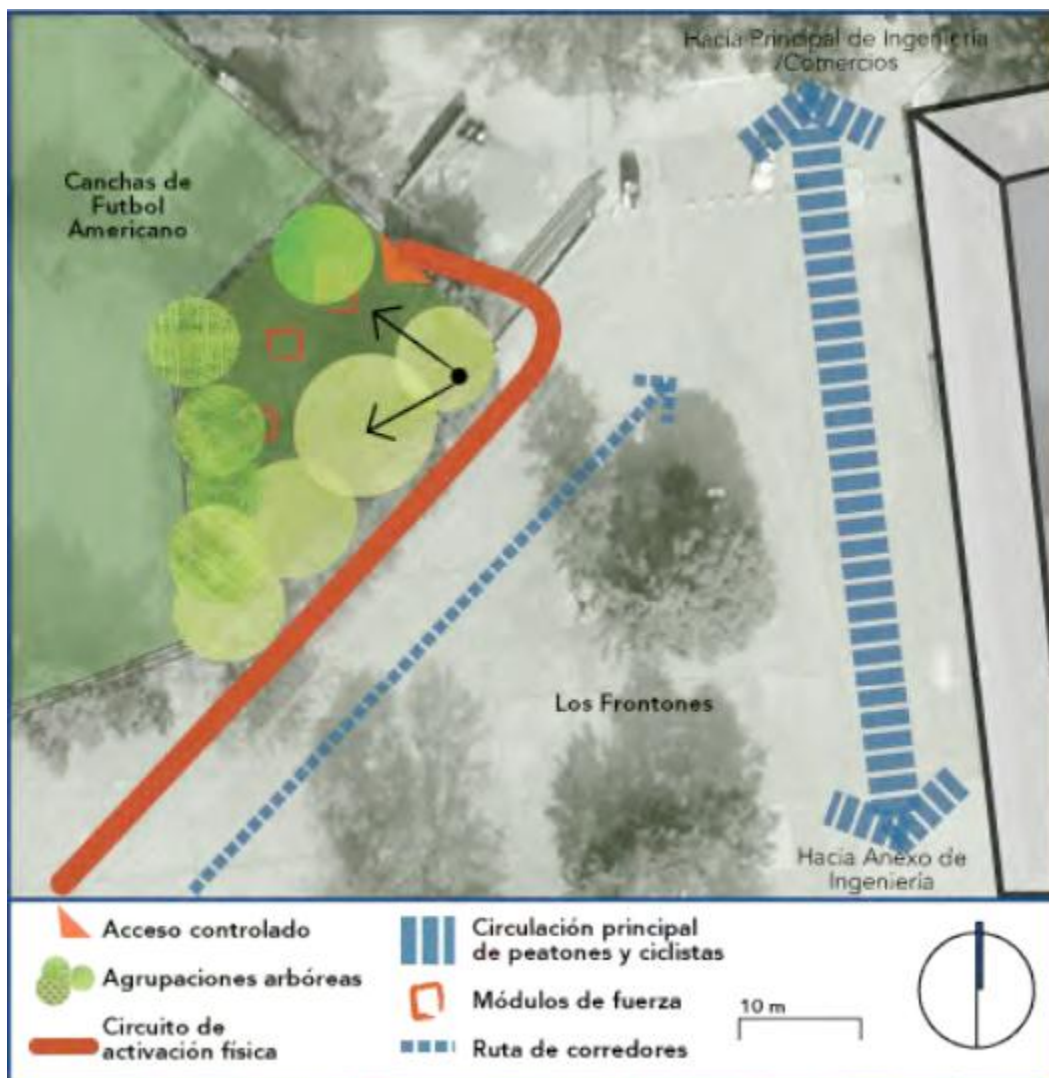 Hacia Principal de Ingeniería
/Comercios
Canchas de
Futbol
Americano
Los Frontones
Hacia Anexo de
Ingeniería
Acceso controlado
Agrupaciones arbóreas
Circuito de
activación física
Circulación principal
de peatones y ciclistas
Módulos de fuerza
Ruta de corredores
10 m